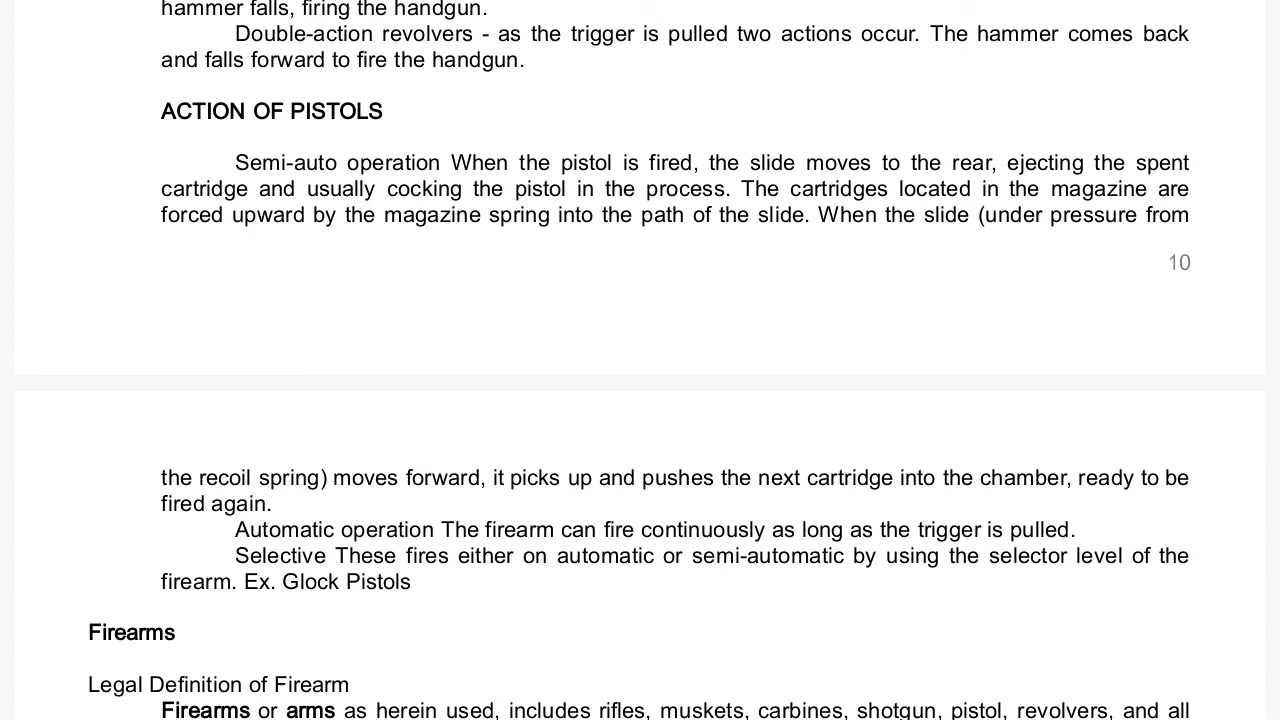 hammer falls, firing the handgun.
Double-action revolvers - as the trigger is pulled two actions occur. The hammer comes back
and falls forward to fire the handgun.
ACTION OF PISTOLS
Semi-auto operation When the pistol is fired, the slide moves to the rear, ejecting the spent
cartridge and usually cocking the pistol in the process. The cartridges located in the magazine are
forced upward by the magazine spring into the path of the slide. When the slide (under pressure from
10
the recoil spring) moves forward, it picks up and pushes the next cartridge into the chamber, ready to be
fired again.
Automatic operation The firearm can fire continuously as long as the trigger is pulled.
Selective These fires either on automatic or semi-automatic by using the selector level of the
firearm. Ex. Glock Pistols
Firearms
Legal Definition of Firearm
Firearms or arms as herein used, includes rifles, muskets, carbines, shotgun, pistol, revolvers, and all